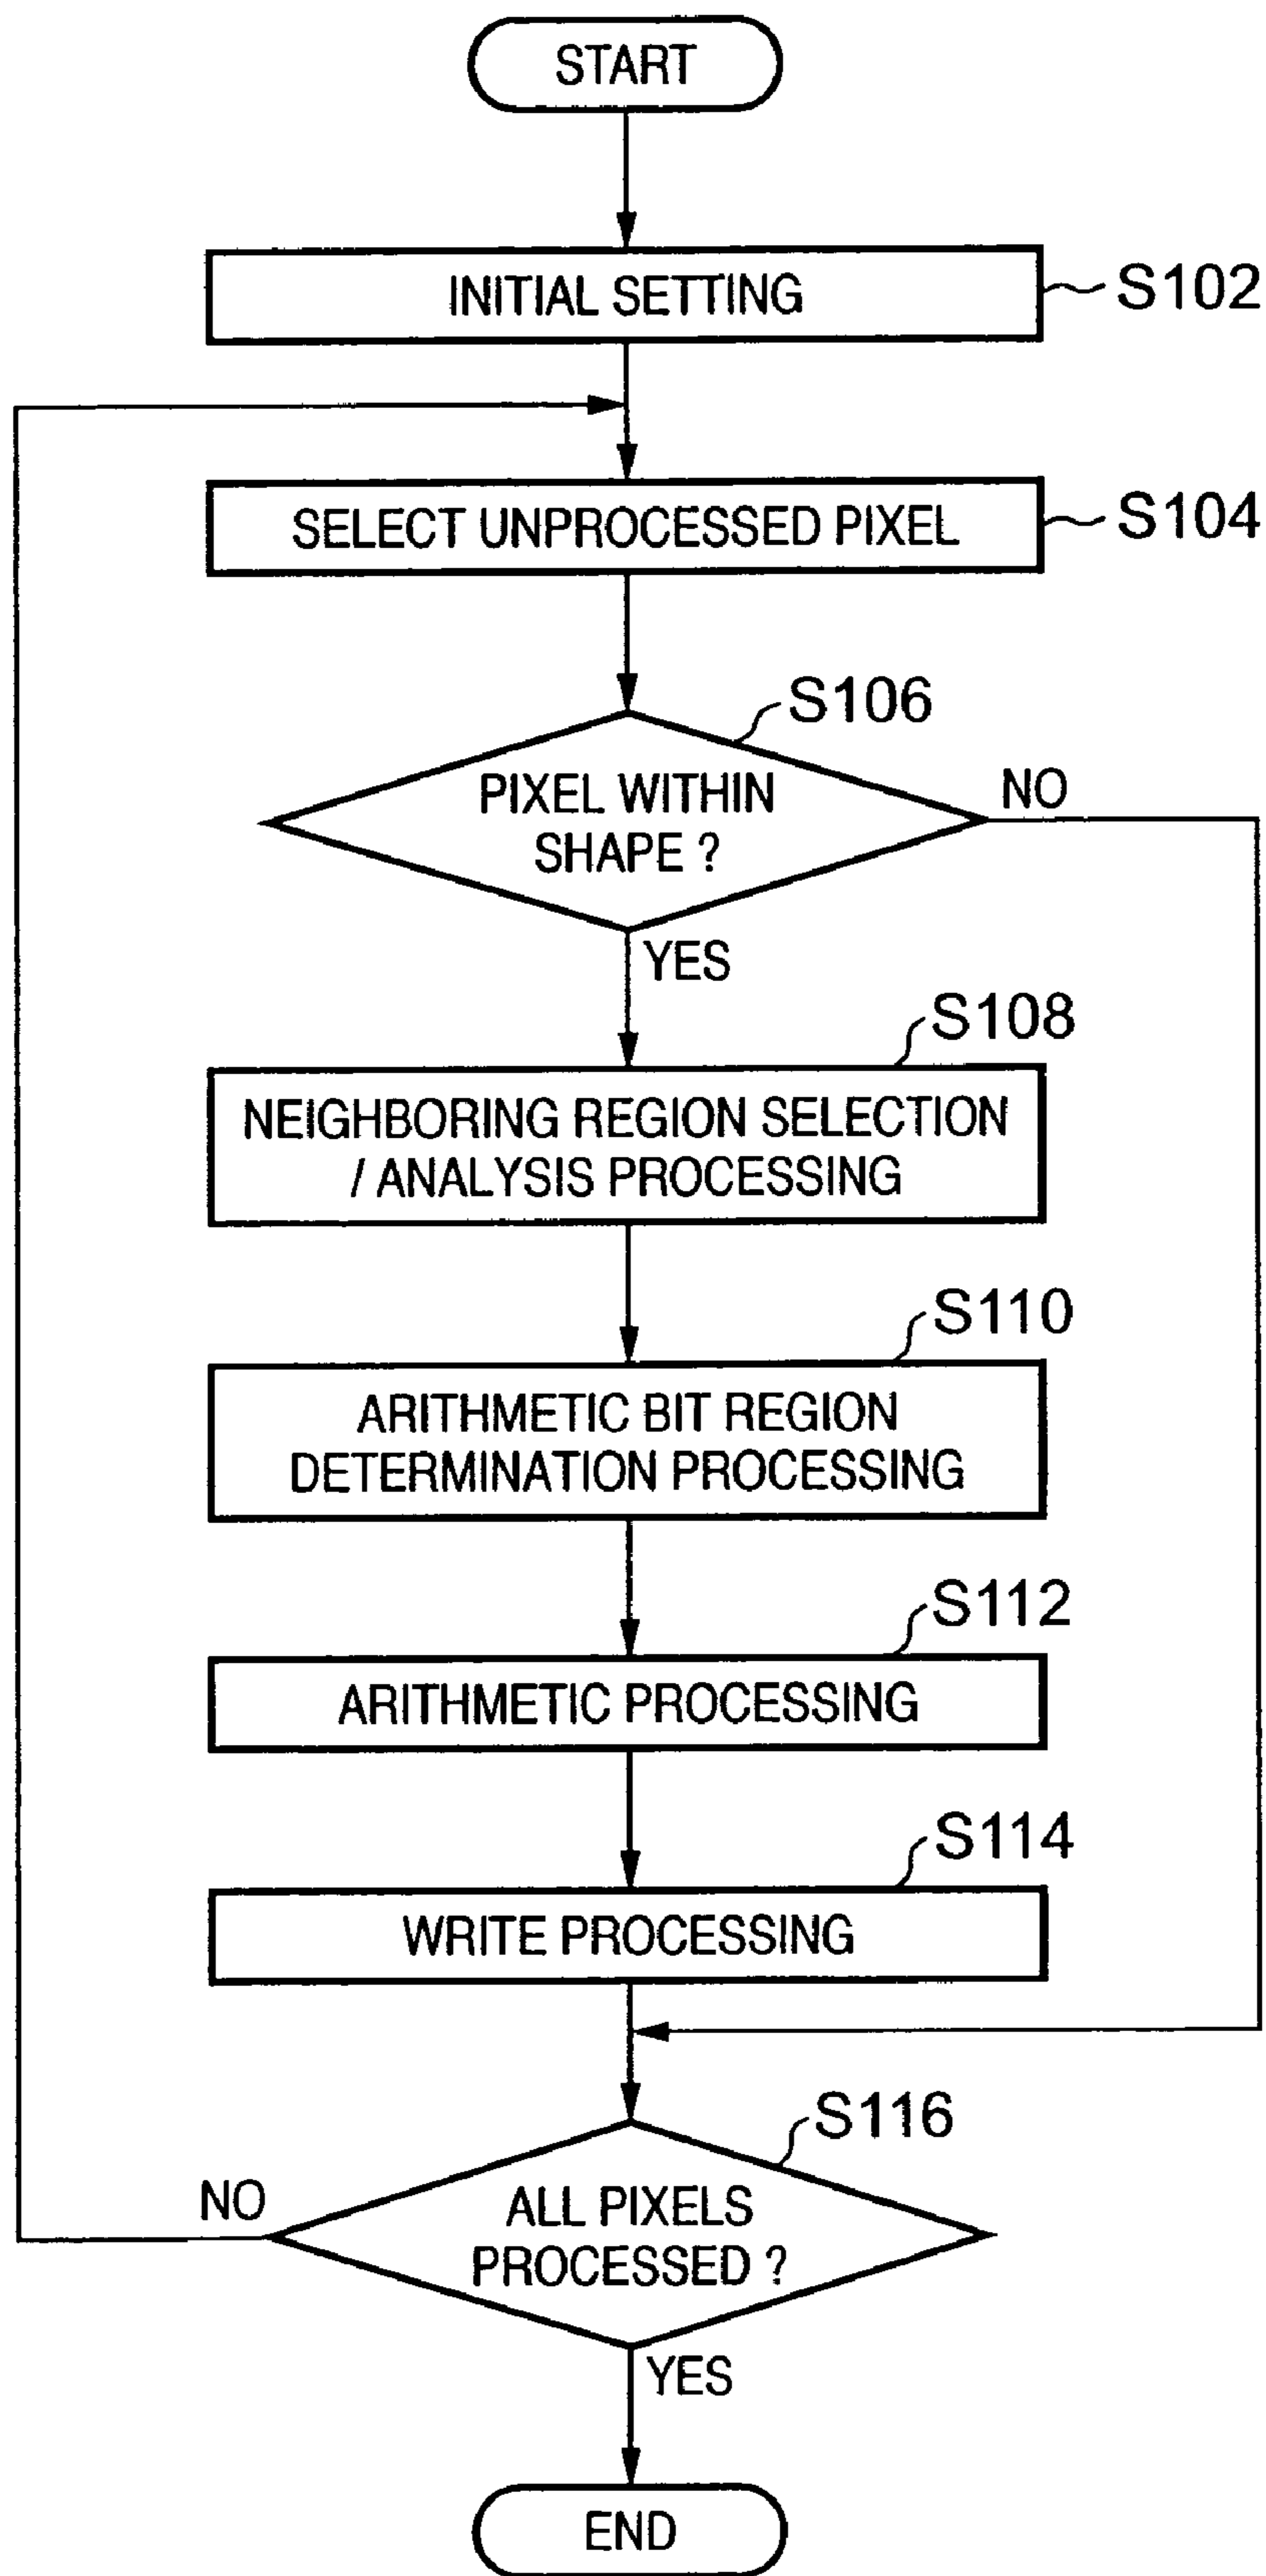 START
INITIAL SETTING
S102
SELECT UNPROCESSED PIXEL
S104
S106
PIXEL WITHIN
SHAPE ?
NO
YES
S108
NEIGHBORING REGION SELECTION
/ ANALYSIS PROCESSING
S110
ARITHMETIC BIT REGION
DETERMINATION PROCESSING
S112
ARITHMETIC PROCESSING
S114
WRITE PROCESSING
S116
ALL PIXELS
PROCESSED ?
NO
YES
END